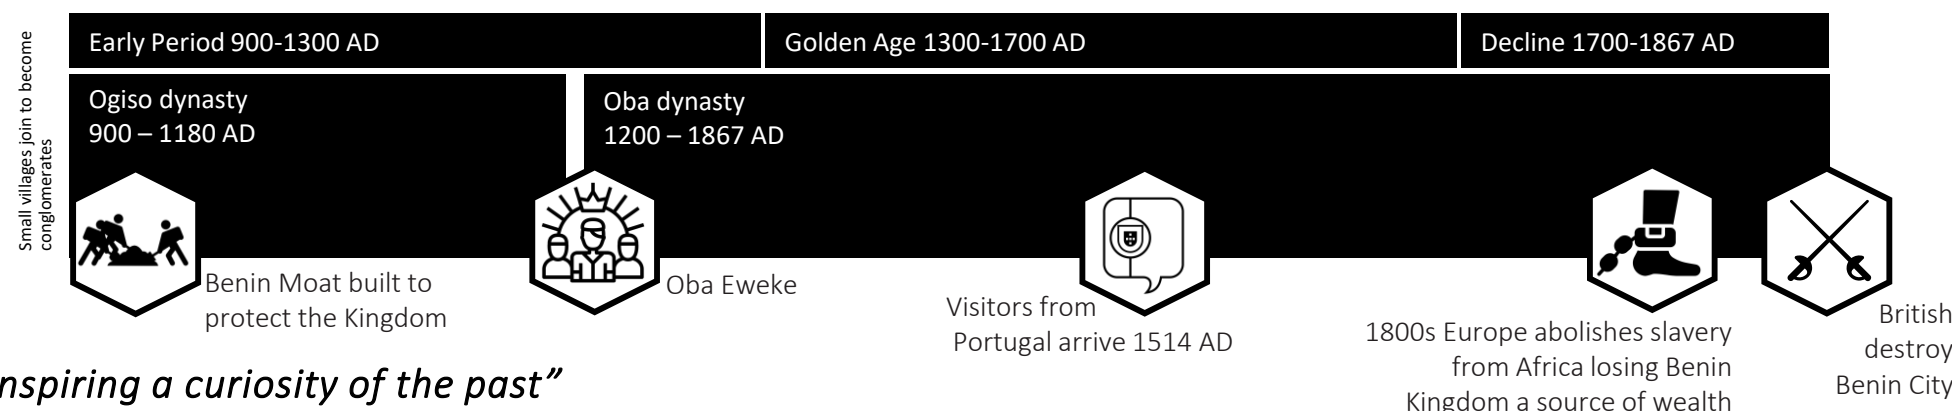 Small villages join to become
conglomerates
Early Period 900-1300 AD
Golden Age 1300-1700 AD
Decline 1700-1867 AD
Ogiso dynasty
900 – 1180 AD
Oba dynasty
1200 – 1867 AD
Benin Moat built to
protect the Kingdom
Oba Eweke
Visitors from
Portugal arrive 1514 AD
1800s Europe abolishes slavery
from Africa losing Benin
Kingdom a source of wealth
British
destroy
Benin City
nspiring a curiosity of the past”